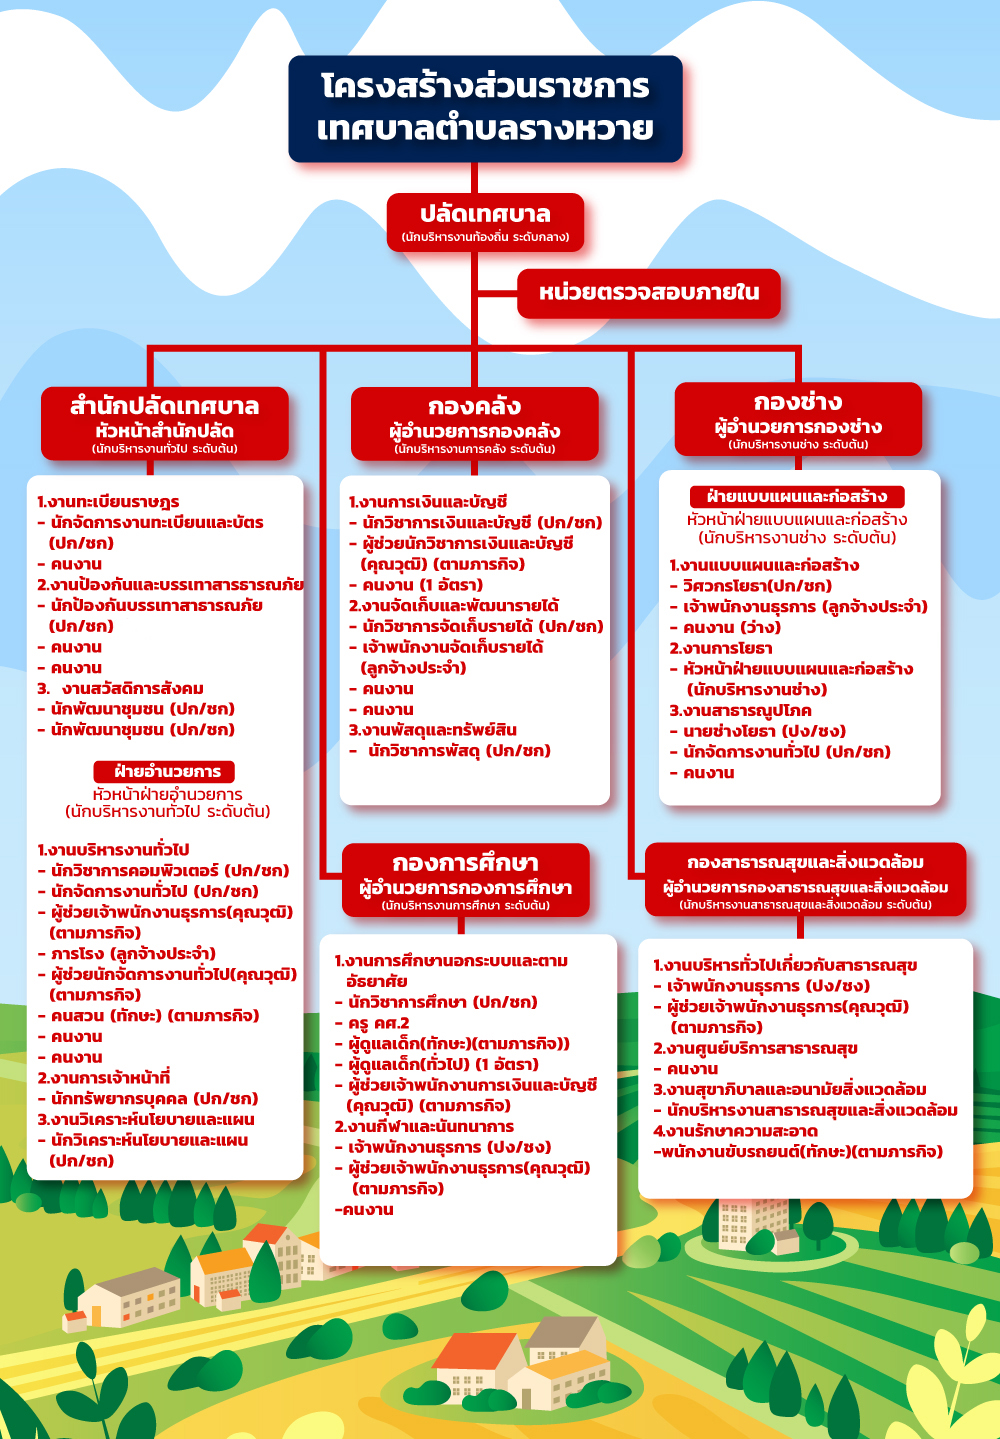 โครงสร้างส่วนราชการ
เทศบาลตำบลรางหวาย
ปลัดเทศบาล
(นักบริหารงานท้องถิ่น ระดับกลาง)
หน่วยตรวจสอบภายใน
สำนักปลัดเทศบาล
หัวหน้าสำนักปลัด
(นักบริหารงานทั่วไป ระดับต้น)
1.งานทะเบียนราษฎร
- นักจัดการงานทะเบียนและบัตร
(ปก/ชก)
- คนงาน
2.งานป้องกันและบรรเทาสารธารณภัย
- นักป้องกันบรรเทาสาธารณภัย
(ปก/ชก)
- คนงาน
- คนงาน
3. งานสวัสดิการสังคม
- นักพัฒนาชุมชน (ปก/ชก)
- นักพัฒนาชุมชน (ปก/ชก)
ฝ่ายอำนวยการ
หัวหน้าฝ่ายอำนวยการ
(นักบริหารงานทั่วไป ระดับต้น)
1.งานบริหารงานทั่วไป
- นักวิชาการคอมพิวเตอร์ (ปก/ชก)
- นักจัดการงานทั่วไป (ปก/ชก)
- ผู้ช่วยเจ้าพนักงานธุรการ(คุณวุฒิ)
(ตามภารกิจ)
- ภารโรง (ลูกจ้างประจำ)
- ผู้ช่วยนักจัดการงานทั่วไป(คุณวุฒิ)
(ตามภารกิจ)
- คนสวน (ทักษะ) (ตามภารกิจ)
- คนงาน
- คนงาน
2.งานการเจ้าหน้าที่
- นักทรัพยากรบุคคล (ปก/ชก)
3.งานวิเคราะห์นโยบายและแผน
- นักวิเคราะห์นโยบายและแผน
(ปก/ชก)
กองคลัง
ผู้อำนวยการกองคลัง
(นักบริหารงานการคลัง ระดับต้น)
1.งานการเงินและบัญชี
- นักวิชาการเงินและบัญชี (ปก/ชก)
- ผู้ช่วยนักวิชาการเงินและบัญชี
(คุณวุฒิ) (ตามภารกิจ)
- คนงาน (1 อัตรา)
2.งานจัดเก็บและพัฒนารายได้
- นักวิชาการจัดเก็บรายได้ (ปก/ชก)
- เจ้าพนักงานจัดเก็บรายได้
(ลูกจ้างประจำ)
- คนงาน
- คนงาน
3.งานพัสดุและทรัพย์สิน
- นักวิชาการพัสดุ (ปก/ชก)
กองช่าง
ผู้อำนวยการกองช่าง
(นักบริหารงานช่าง ระดับต้น)
ฝ่ายแบบแผนและก่อสร้าง
หัวหน้าฝ่ายแบบแผนและก่อสร้าง
(นักบริหารงานช่าง ระดับต้น)
1.งานแบบแผนและก่อสร้าง
- วิศวกรโยธา(ปก/ชก)
- เจ้าพนักงานธุรการ (ลูกจ้างประจำ)
- คนงาน (ว่าง)
2.งานการโยธา
- หัวหน้าฝ่ายแบบแผนและก่อสร้าง
(นักบริหารงานช่าง)
3.งานสาธารณูปโภค
- นายช่างโยธา (ปง/ชง)
- นักจัดการงานทั่วไป (ปก/ชก)
- คนงาน
กองการศึกษา
ผู้อำนวยการกองการศึกษา
(นักบริหารงานการศึกษา ระดับต้น)
1.งานการศึกษานอกระบบและตาม
อัธยาศัย
- นักวิชาการศึกษา (ปก/ชก)
- ครู คศ.2
- ผู้ดูแลเด็ก(ทักษะ)(ตามภารกิจ))
- ผู้ดูแลเด็ก(ทั่วไป) (1 อัตรา)
- ผู้ช่วยเจ้าพนักงานการเงินและบัญชี
(คุณวุฒิ) (ตามภารกิจ)
2.งานกีฬาและนันทนาการ
- เจ้าพนักงานธุรการ (ปง/ชง)
- ผู้ช่วยเจ้าพนักงานธุรการ(คุณวุฒิ)
(ตามภารกิจ)
-คนงาน
กองสาธารณสุขและสิ่งแวดล้อม
ผู้อำนวยการกองสาธารณสุขและสิ่งแวดล้อม
(นักบริหารงานสาธารณสุขและสิ่งแวดล้อม ระดับต้น)
1.งานบริหารทั่วไปเกี่ยวกับสาธารณสุข
- เจ้าพนักงานธุรการ (ปง/ชง)
- ผู้ช่วยเจ้าพนักงานธุรการ(คุณวุฒิ)
(ตามภารกิจ)
2.งานศูนย์บริการสาธารณสุข
- คนงาน
3.งานสุขาภิบาลและอนามัยสิ่งแวดล้อม
- นักบริหารงานสาธารณสุขและสิ่งแวดล้อม
4.งานรักษาความสะอาด
-พนักงานขับรถยนต์(ทักษะ)(ตามภารกิจ)